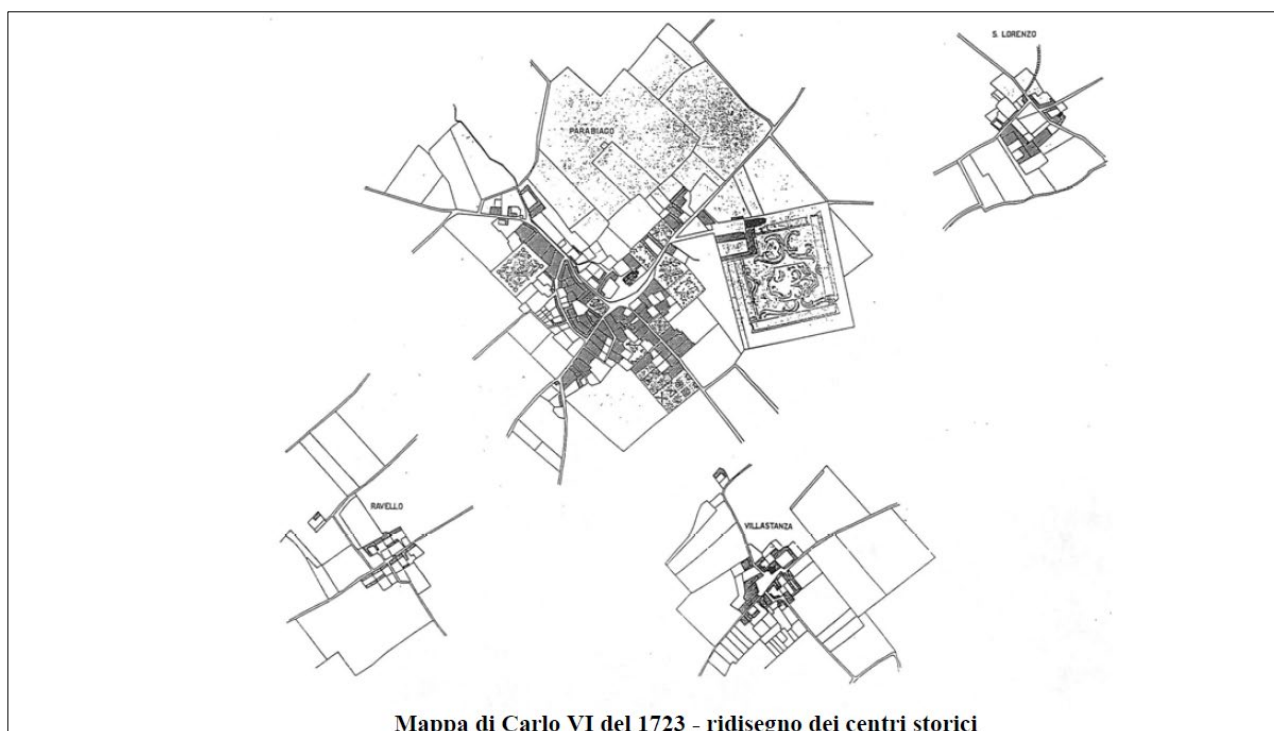 S. LORENZO
PARABIAGO
RAVELLO
VILLASTANZA
Mappa di Carlo VI del 1723 - ridisegno dei centri storici